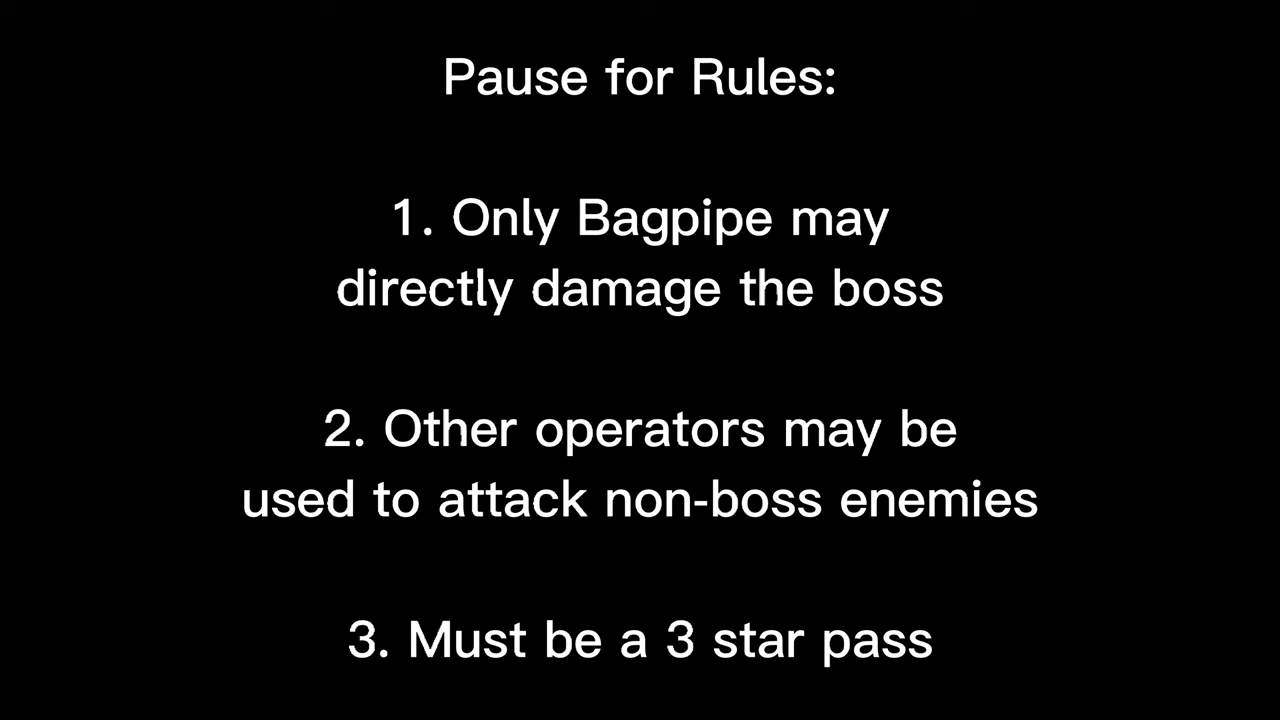 Pause for Rules:
1. Only Bagpipe may
directly damage the boss
2. Other operators may be
used to attack non-boss enemies
3. Must be a 3 star pass